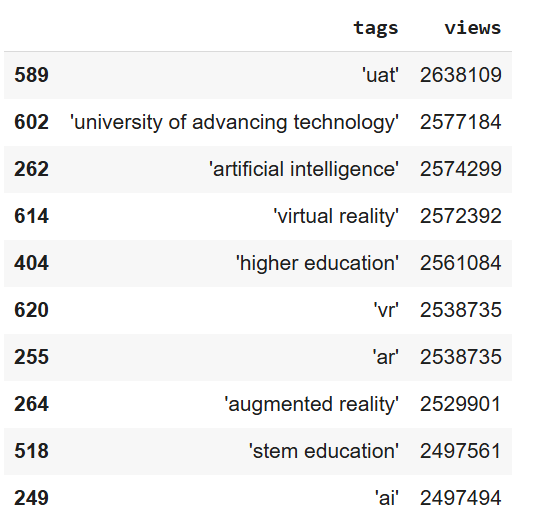 tags views
589 'uat' 2638109
602 'university of advancing technology' 2577184
262 'artificial intelligence' 2574299
614 'virtual reality' 2572392
404 'higher education' 2561084
620 'vr' 2538735
255 'ar' 2538735
264 'augmented reality' 2529901
518 'stem education' 2497561
249 'ai' 2497494